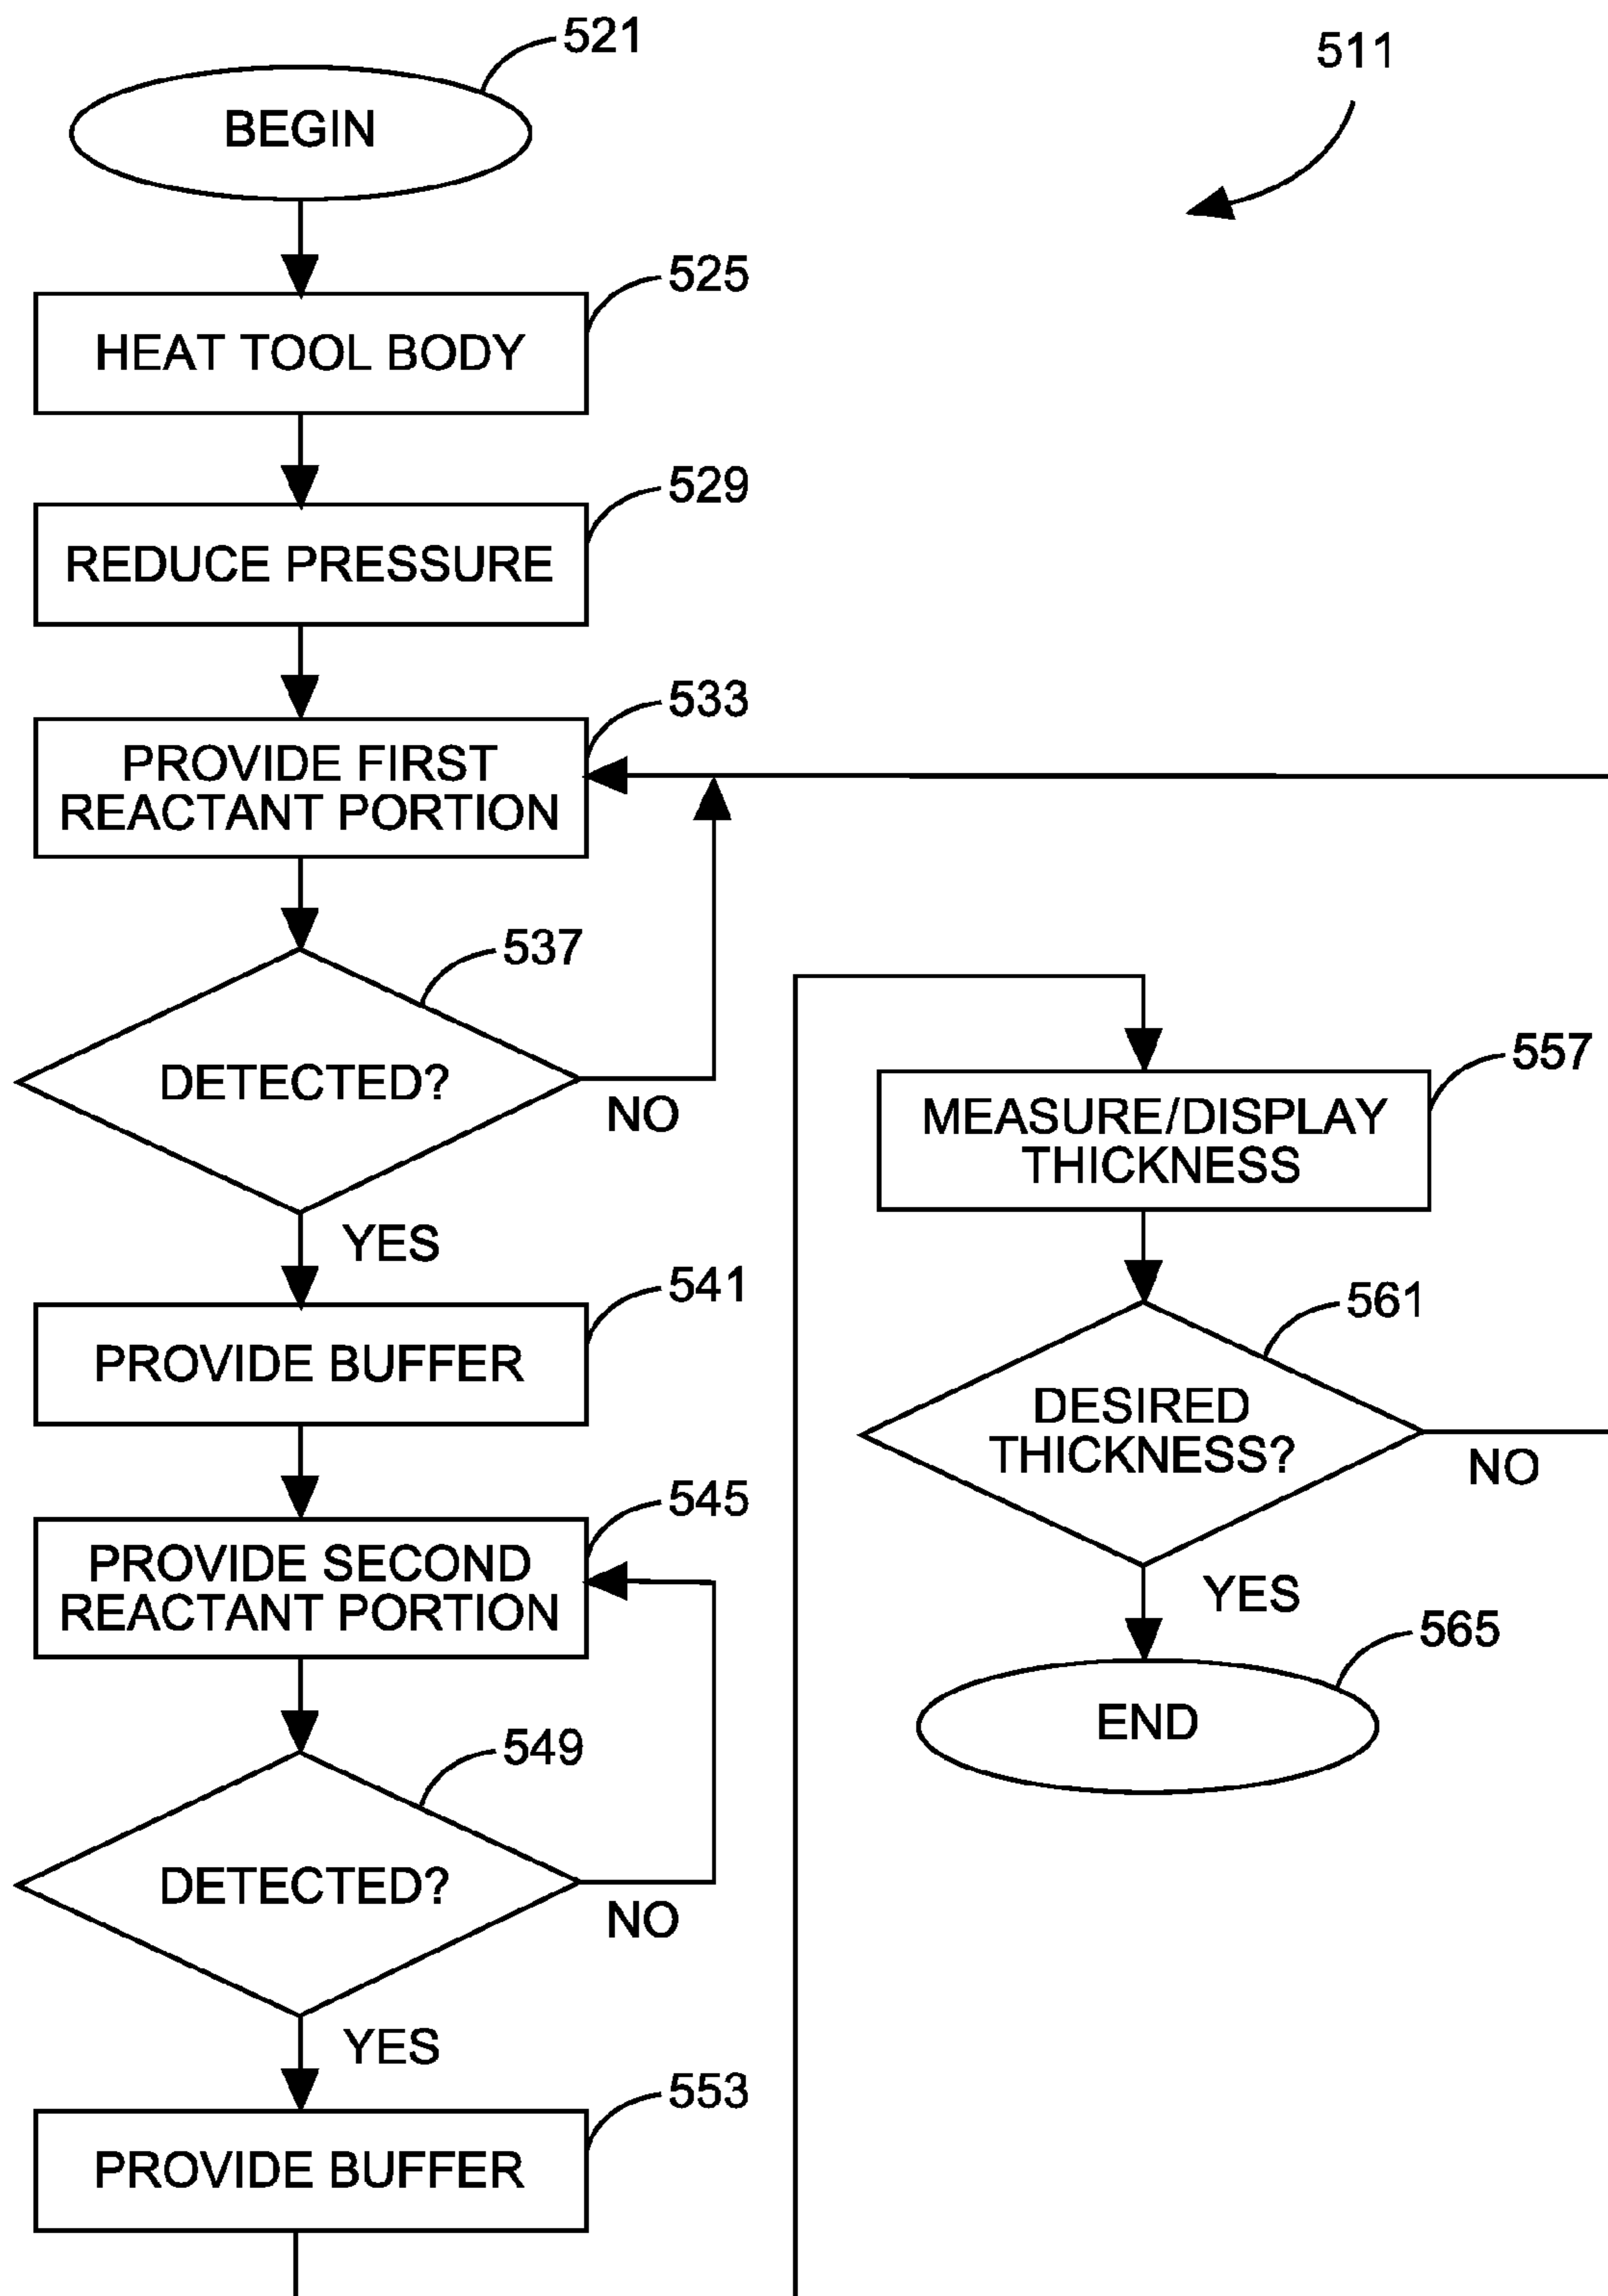 521
BEGIN
511
525
HEAT TOOL BODY
529
REDUCE PRESSURE
533
PROVIDE FIRST
REACTANT PORTION
537
DETECTED?
NO
YES
541
PROVIDE BUFFER
545
PROVIDE SECOND
REACTANT PORTION
549
DETECTED?
NO
YES
553
PROVIDE BUFFER
557
MEASURE/DISPLAY
THICKNESS
561
DESIRED
THICKNESS?
NO
YES
565
END